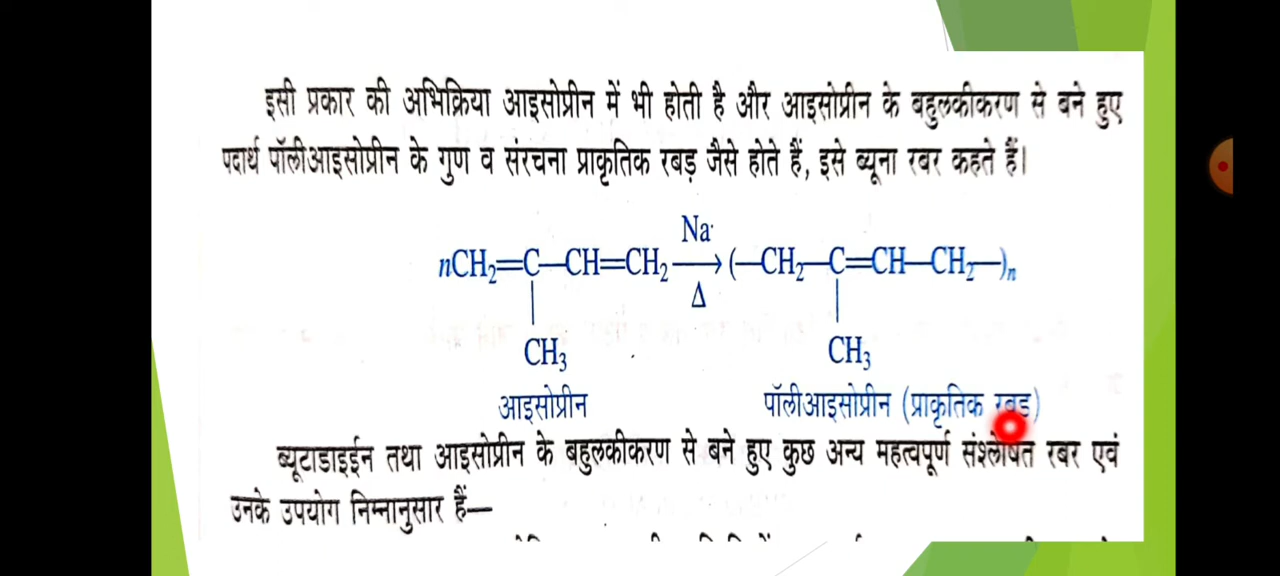 इसी प्रकार की अभिक्रिया आइसोप्रीन में भी होती है और आइसोप्रीन के बहुलकीकरण से बने हुए
पदार्थ पॉलीआइसोप्रीन के गुण व संरचना प्राकृतिक रबड़ जैसे होते हैं, इसे ब्यूना रबर कहते हैं।
Na
nCH₂=C—CH=CH₂ ⟶ (—CH₂—C=CH—CH₂—)ₙ
Δ
CH₃ CH₃
आइसोप्रीन पॉलीआइसोप्रीन (प्राकृतिक रबड़)
ब्यूटाडाइईन तथा आइसोप्रीन के बहुलकीकरण से बने हुए कुछ अन्य महत्वपूर्ण संश्लेषित रबर एवं
उनके उपयोग निम्नानुसार हैं—